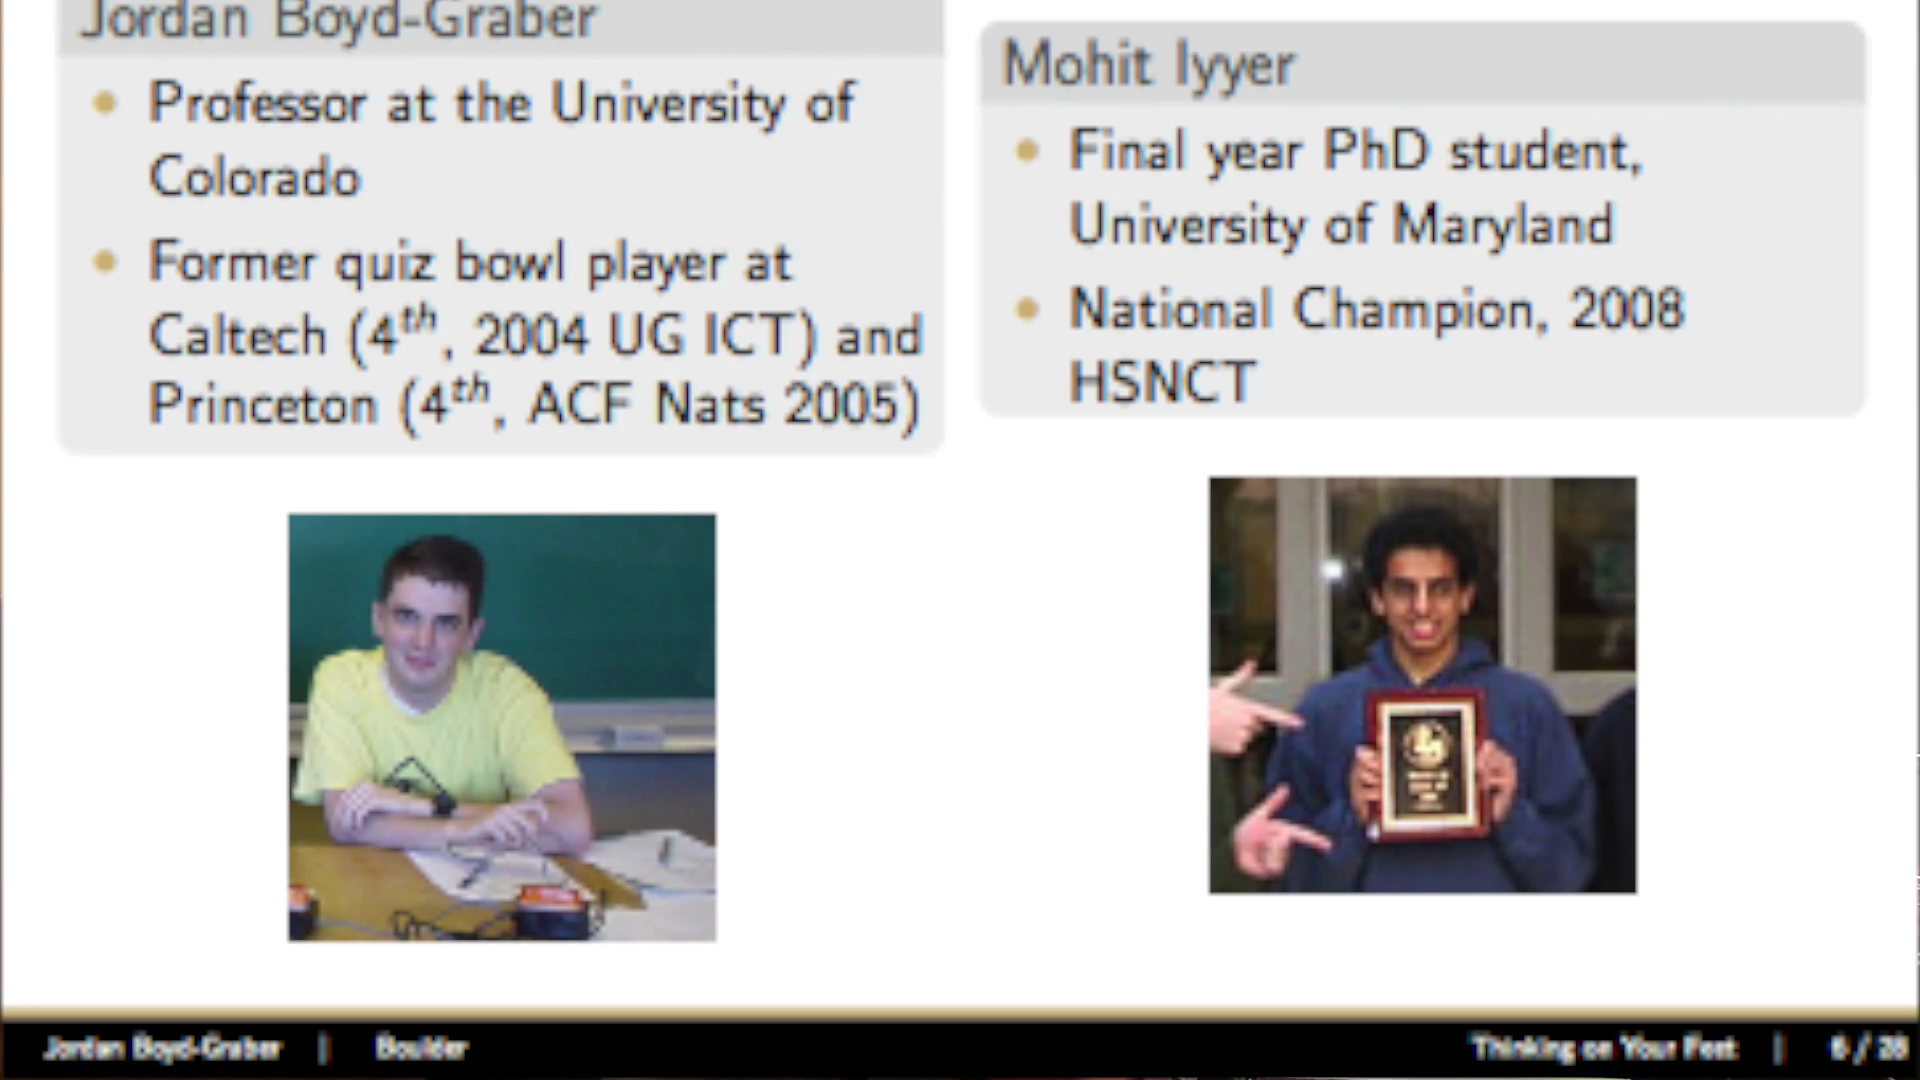 Jordan Boyd-Graber
Professor at the University of
Colorado
Former quiz bowl player at
Caltech (4th, 2004 UG ICT) and
Princeton (4th, ACF Nats 2005)
Mohit Iyyer
Final year PhD student,
University of Maryland
National Champion, 2008
HSNCT
Jordan Boyd-Graber | Boulder
Thinking on Your Feet | 6 / 28